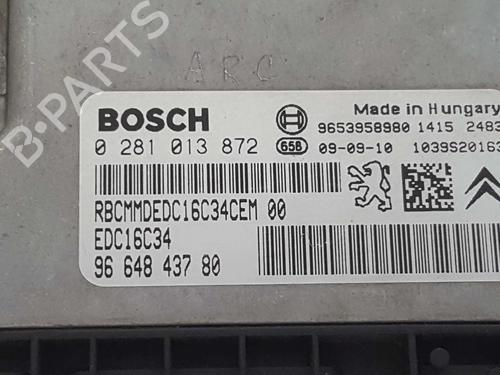 ARC
BOSCH
Made in Hungary
0 281 013 872
658
9653958980 1415 2483
09-09-10 1039S20163
RBCMMDEDC16C34CEM 00
EDC16C34
96 648 437 80
B-Parts